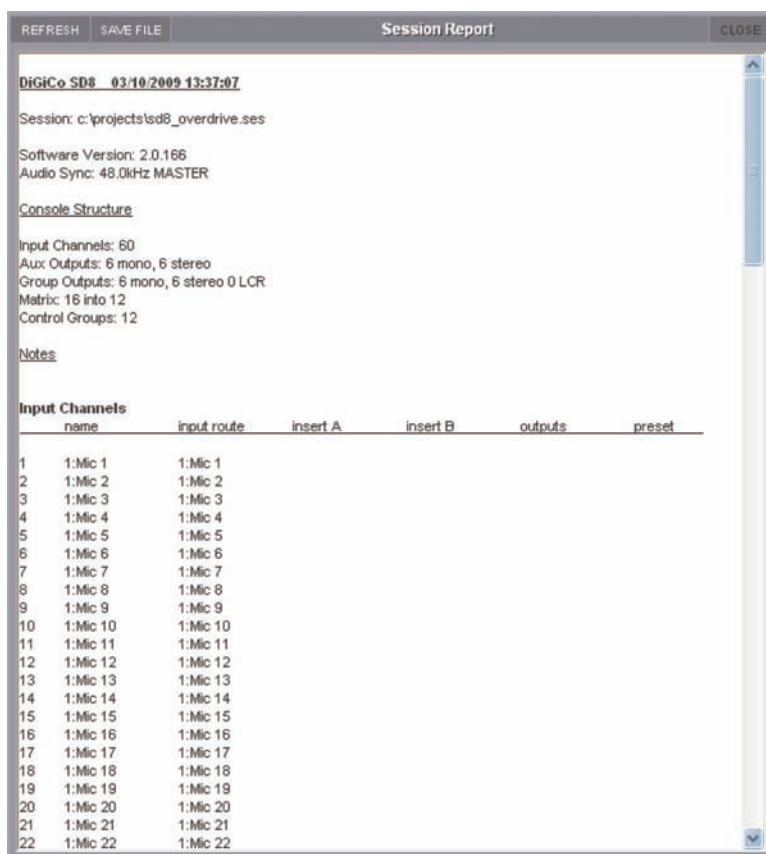 REFRESH SAVE FILE Session Report CLOSE
DiGiCo SD8 03/10/2009 13:37:07
Session: c:\projects\sd8_overdrive.ses
Software Version: 2.0.166
Audio Sync: 48.0kHz MASTER
Console Structure
Input Channels: 60
Aux Outputs: 6 mono, 6 stereo
Group Outputs: 6 mono, 6 stereo 0 LCR
Matrix: 16 into 12
Control Groups: 12
Notes
Input Channels
name input route insert A insert B outputs preset
1 1:Mic 1 1:Mic 1
2 1:Mic 2 1:Mic 2
3 1:Mic 3 1:Mic 3
4 1:Mic 4 1:Mic 4
5 1:Mic 5 1:Mic 5
6 1:Mic 6 1:Mic 6
7 1:Mic 7 1:Mic 7
8 1:Mic 8 1:Mic 8
9 1:Mic 9 1:Mic 9
10 1:Mic 10 1:Mic 10
11 1:Mic 11 1:Mic 11
12 1:Mic 12 1:Mic 12
13 1:Mic 13 1:Mic 13
14 1:Mic 14 1:Mic 14
15 1:Mic 15 1:Mic 15
16 1:Mic 16 1:Mic 16
17 1:Mic 17 1:Mic 17
18 1:Mic 18 1:Mic 18
19 1:Mic 19 1:Mic 19
20 1:Mic 20 1:Mic 20
21 1:Mic 21 1:Mic 21
22 1:Mic 22 1:Mic 22